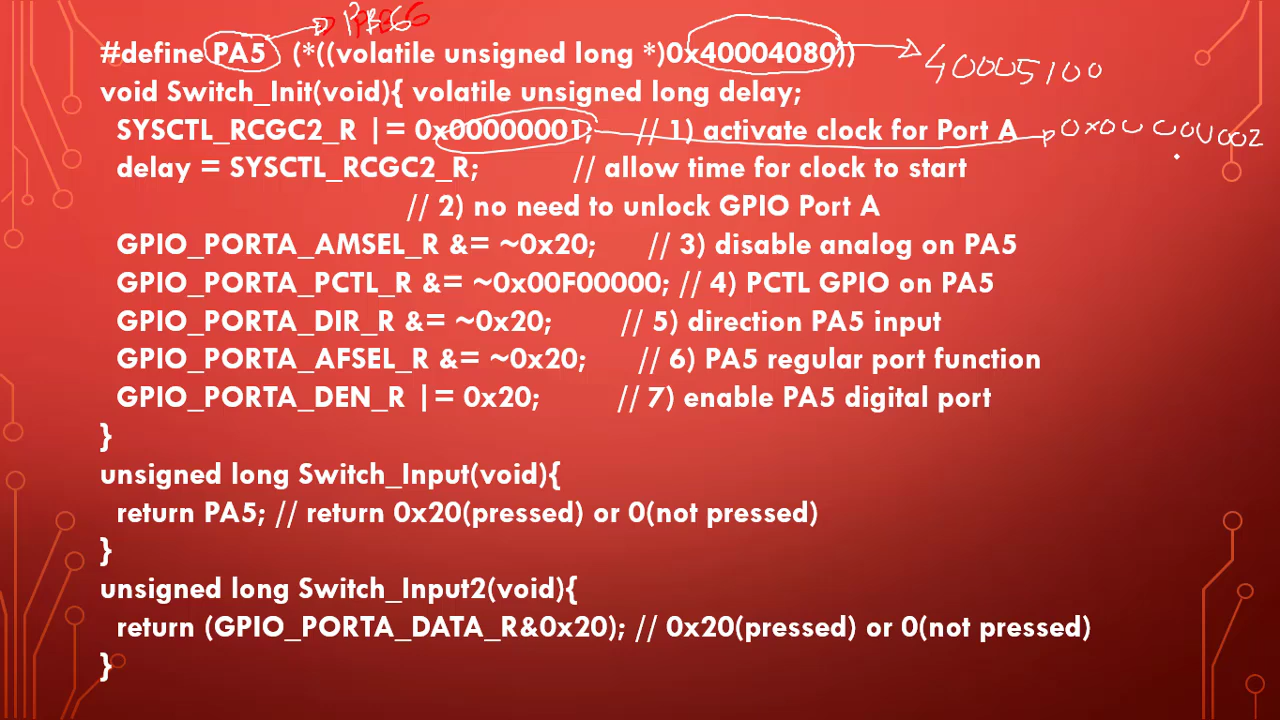 PB6
#define PA5 (*((volatile unsigned long *)0x40004080))
40005100
void Switch_Init(void){ volatile unsigned long delay;
SYSCTL_RCGC2_R |= 0x00000001; // 1) activate clock for Port A
0x00000002
delay = SYSCTL_RCGC2_R; // allow time for clock to start
// 2) no need to unlock GPIO Port A
GPIO_PORTA_AMSEL_R &= ~0x20; // 3) disable analog on PA5
GPIO_PORTA_PCTL_R &= ~0x00F00000; // 4) PCTL GPIO on PA5
GPIO_PORTA_DIR_R &= ~0x20; // 5) direction PA5 input
GPIO_PORTA_AFSEL_R &= ~0x20; // 6) PA5 regular port function
GPIO_PORTA_DEN_R |= 0x20; // 7) enable PA5 digital port
}
unsigned long Switch_Input(void){
return PA5; // return 0x20(pressed) or 0(not pressed)
}
unsigned long Switch_Input2(void){
return (GPIO_PORTA_DATA_R&0x20); // 0x20(pressed) or 0(not pressed)
}